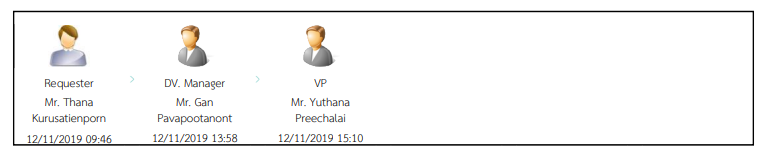 Requester > DV. Manager > VP
Mr. Thana Mr. Gan Mr. Yuthana
Kurusatienporn Pavapootanont Preechalai
12/11/2019 09:46 12/11/2019 13:58 12/11/2019 15:10